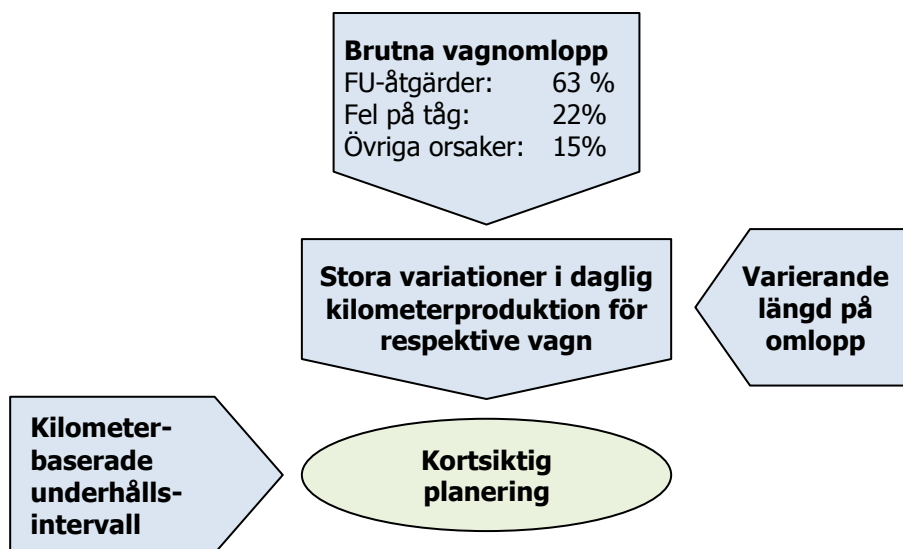 Brutna vagnomlopp
FU-åtgärder: 63 %
Fel på tåg: 22%
Övriga orsaker: 15%
Stora variationer i daglig
kilometerproduktion för
respektive vagn
Varierande
längd på
omlopp
Kilometer-
baserade
underhålls-
intervall
Kortsiktig
planering